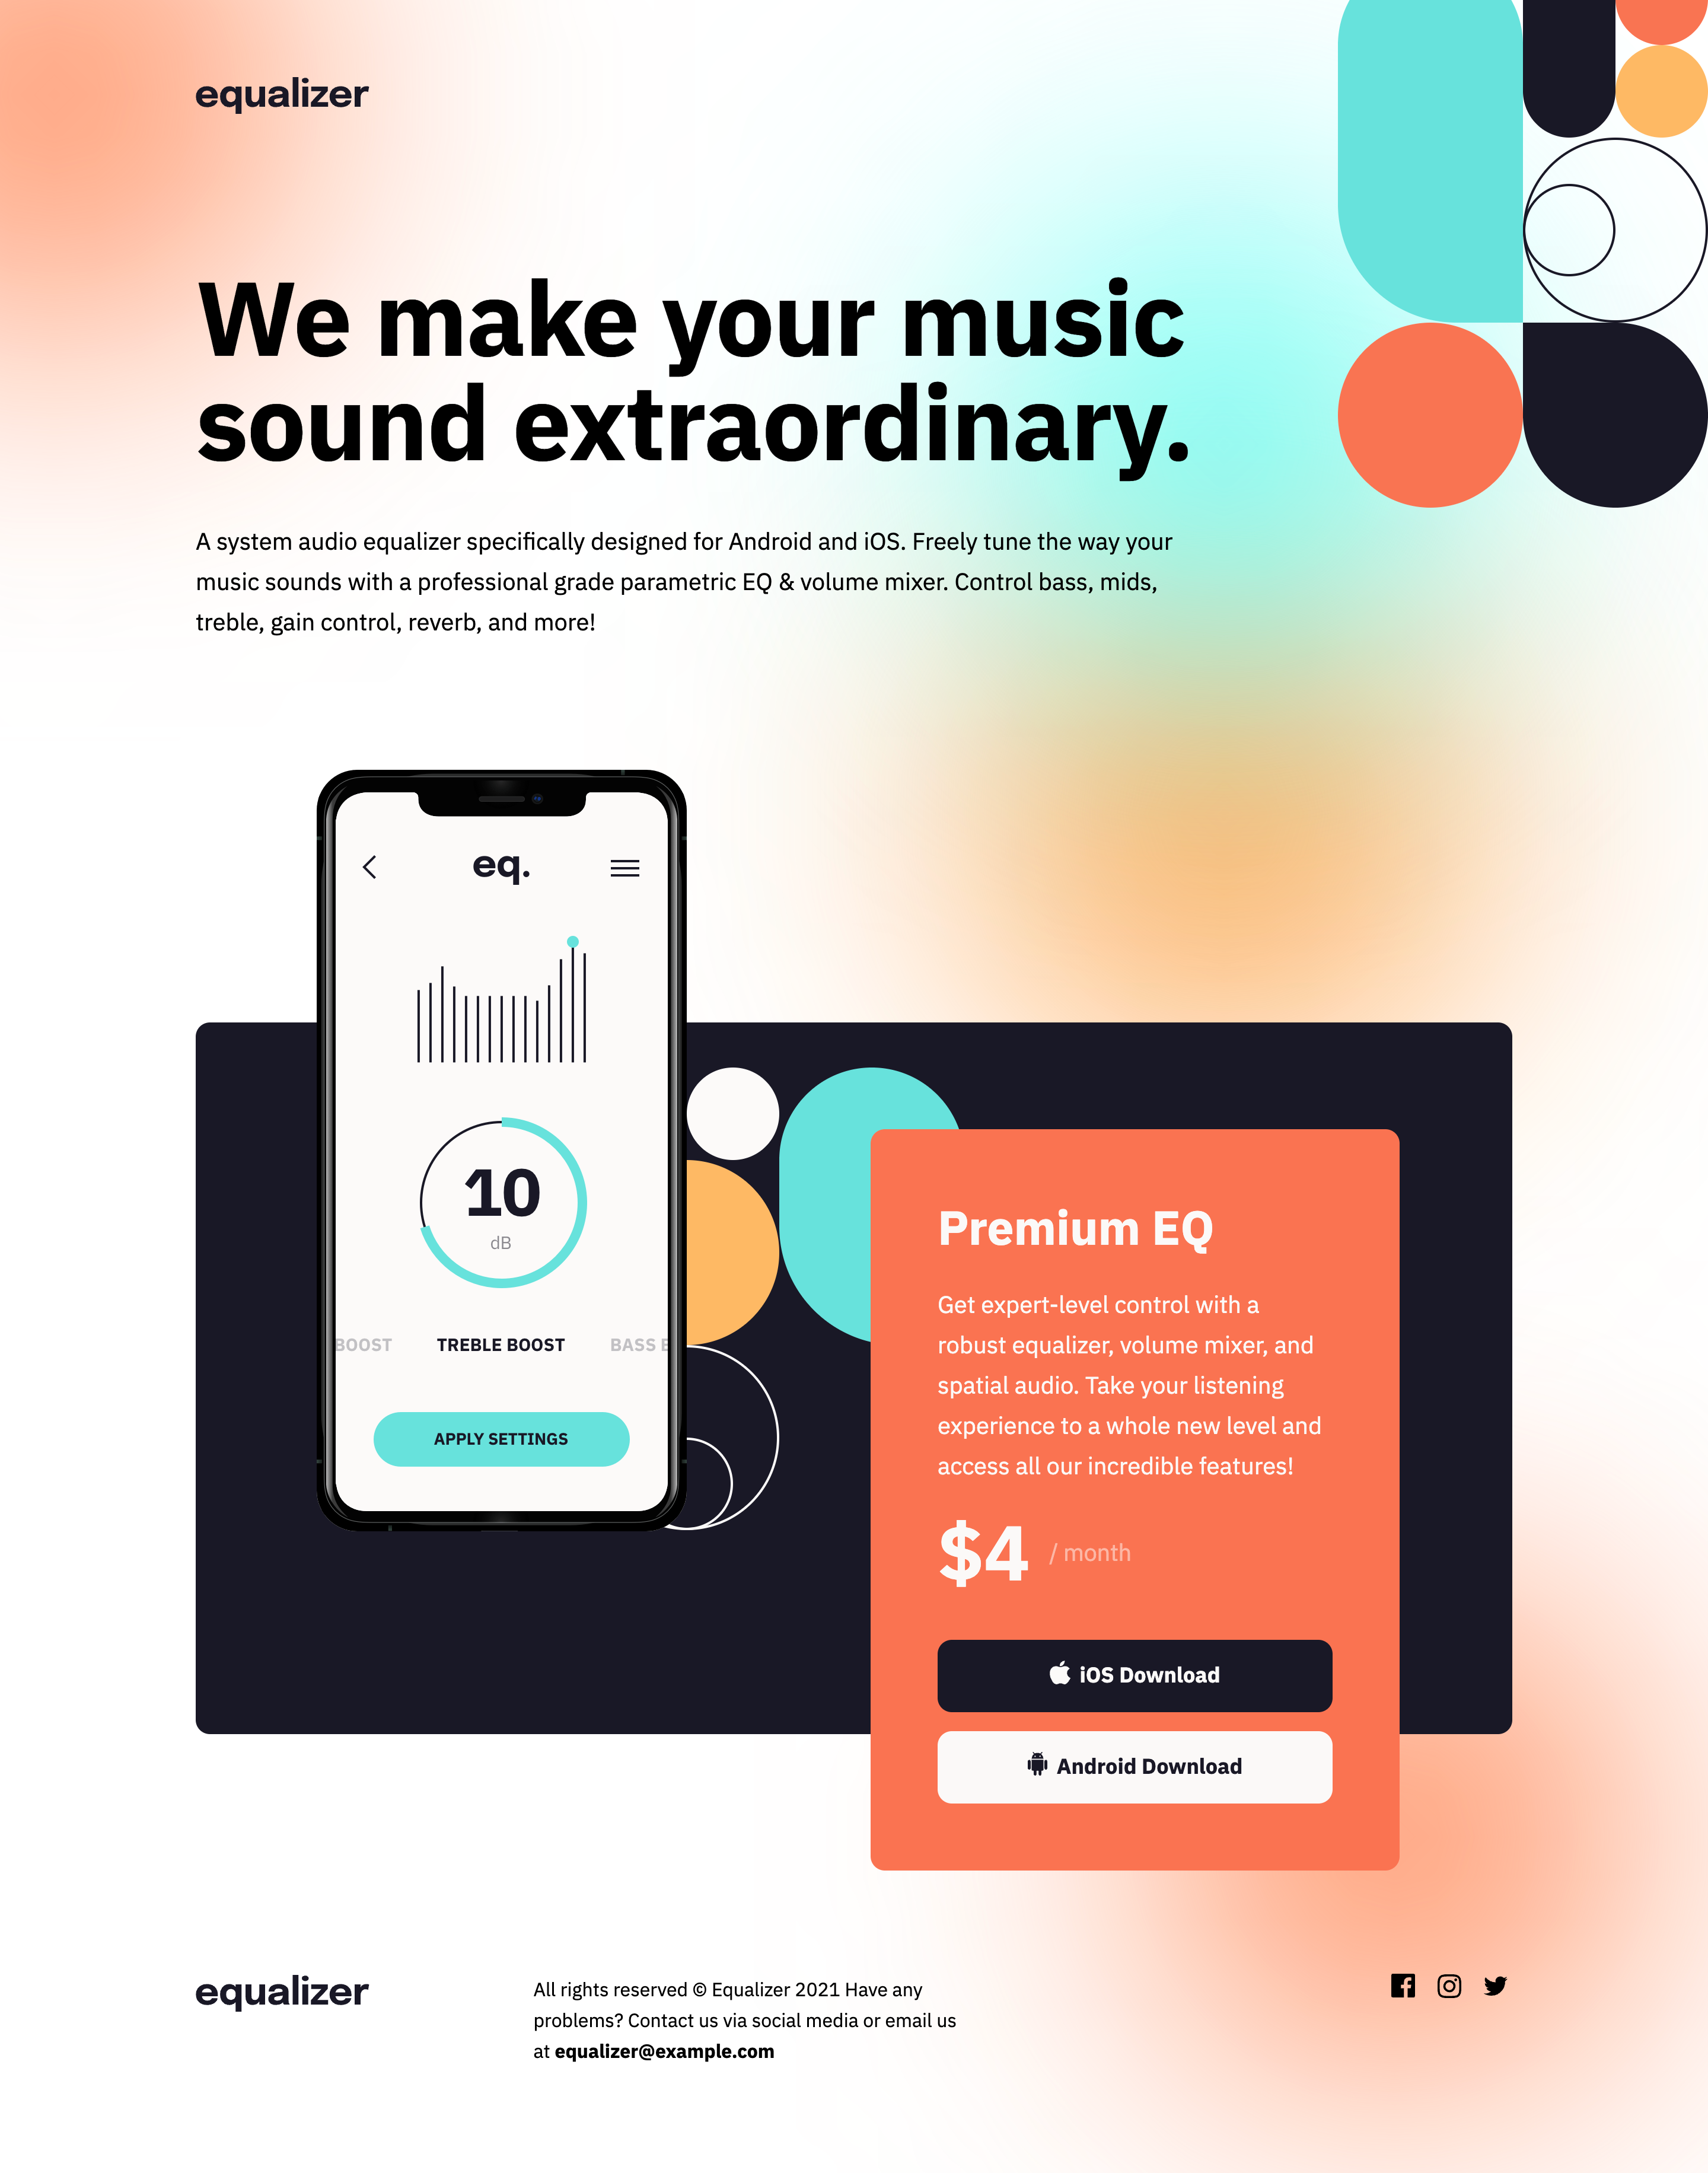 equalizer
We make your music
sound extraordinary.
A system audio equalizer specifically designed for Android and iOS. Freely tune the way your
music sounds with a professional grade parametric EQ & volume mixer. Control bass, mids,
treble, gain control, reverb, and more!
eq.
10
dB
BOOST TREBLE BOOST BASS B
APPLY SETTINGS
Premium EQ
Get expert-level control with a
robust equalizer, volume mixer, and
spatial audio. Take your listening
experience to a whole new level and
access all our incredible features!
$4 / month
iOS Download
Android Download
equalizer
All rights reserved © Equalizer 2021 Have any
problems? Contact us via social media or email us
at equalizer@example.com